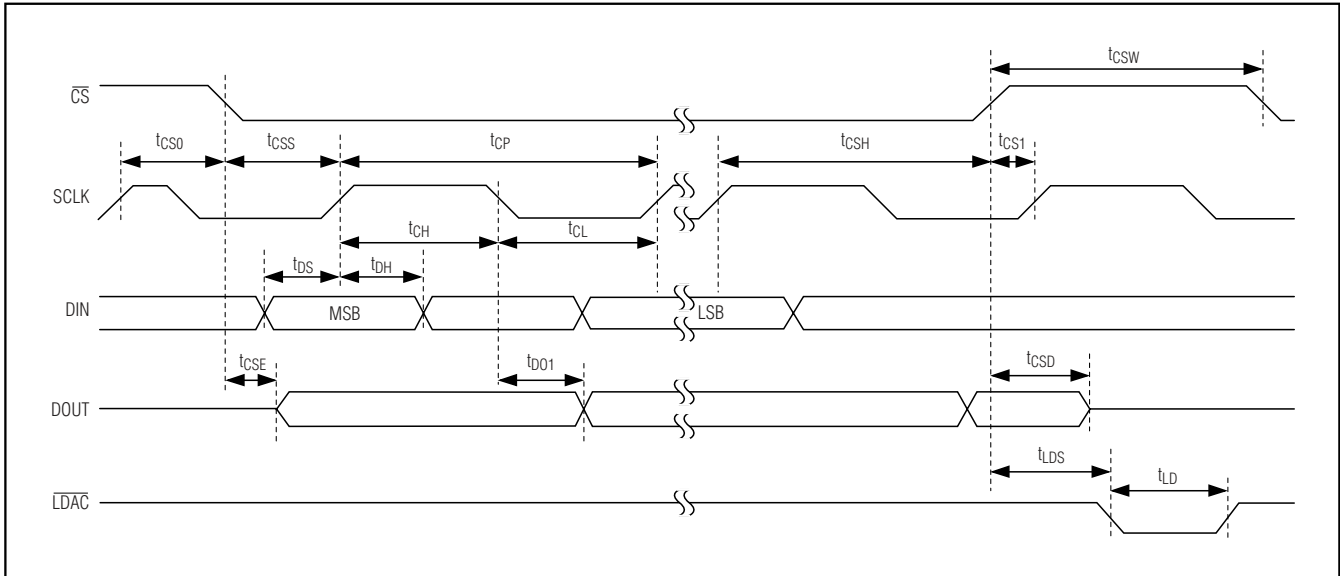 tCSW
CS
tCS0 tCSS tCP tCSH tCS1
SCLK
tCH tCL
tDS tDH
DIN MSB LSB
tCSE tDO1 tCSD
DOUT
tLDS tLD
LDAC